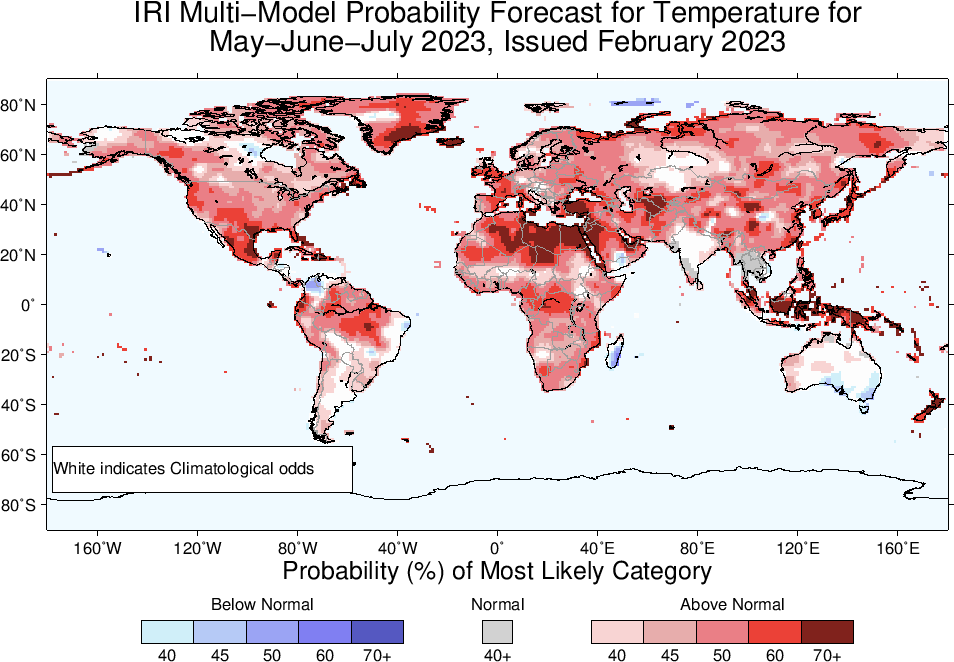 IRI Multi−Model Probability Forecast for Temperature for
May−June−July 2023, Issued February 2023
80˚N
60˚N
40˚N
20˚N
0˚
20˚S
40˚S
60˚S
80˚S
White indicates Climatological odds
160˚W 120˚W 80˚W 40˚W 0˚ 40˚E 80˚E 120˚E 160˚E
Probability (%) of Most Likely Category
Below Normal Normal Above Normal
40 45 50 60 70+ 40+ 40 45 50 60 70+